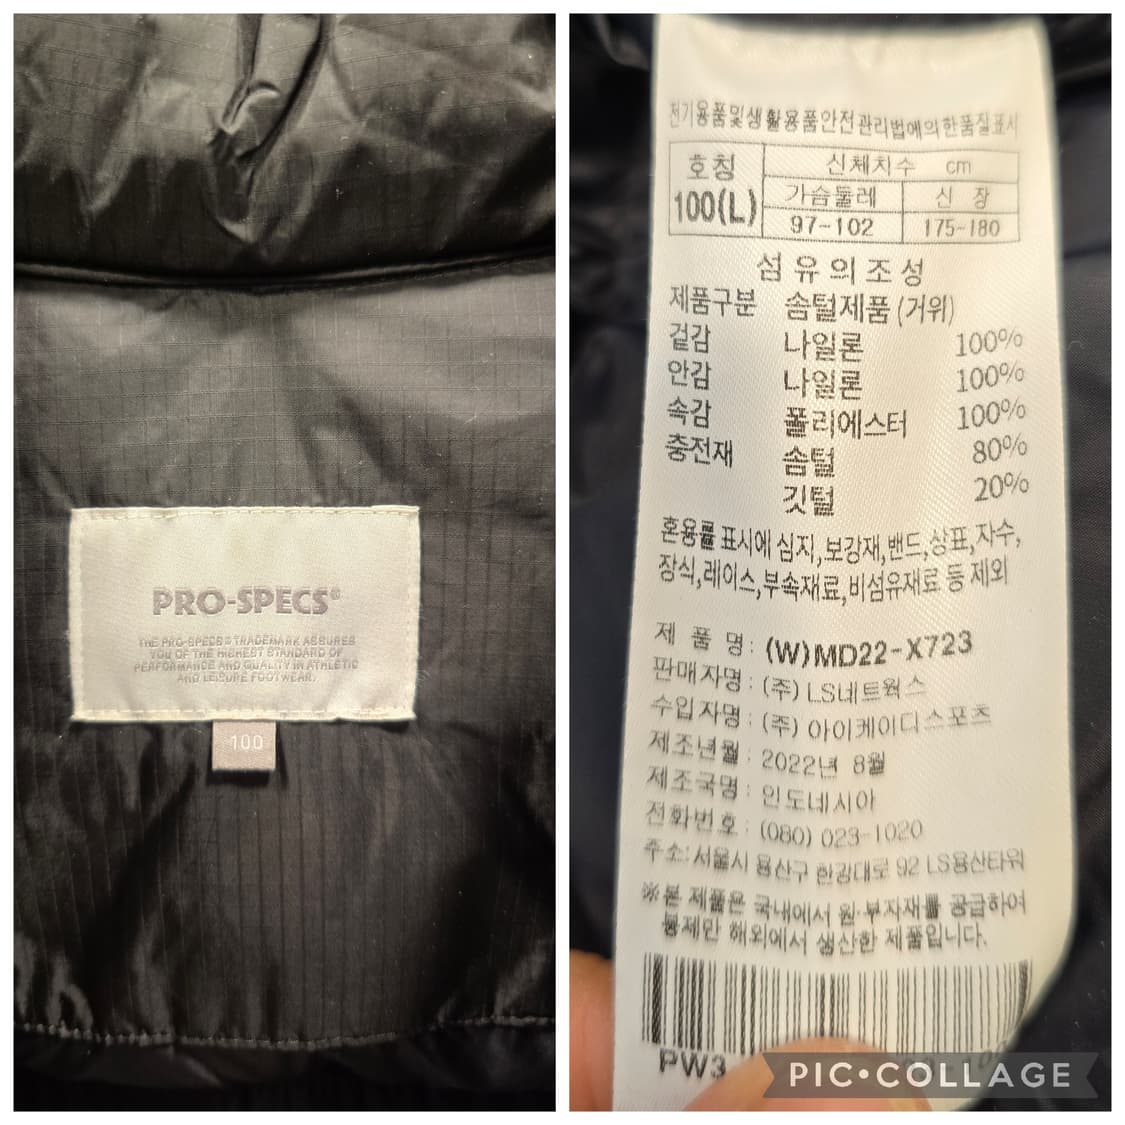 PRO-SPECS®
THE PRO-SPECS® TRADEMARK ASSURES
YOU OF THE HIGHEST STANDARD OF
PERFORMANCE AND QUALITY IN ATHLETIC
AND LEISURE FOOTWEAR.
100
전기용품및생활용품안전관리법에의한품질표시
호칭 신체치수 cm
100(L) 가슴둘레 신 장
97-102 175-180
섬유의조성
제품구분 솜털제품(거위)
겉감 나일론 100%
안감 나일론 100%
속감 폴리에스터 100%
충전재 솜털 80%
깃털 20%
혼용률 표시에 심지,보강재,밴드,상표,자수,
장식,레이스,부속재료,비섬유재료 등 제외
제 품 명: (W)MD22-X723
판매자명: (주) LS네트웍스
수입자명: (주) 아이케이디스포츠
제조년월: 2022년 8월
제조국명: 인도네시아
전화번호: (080) 023-1020
주소:서울시 용산구 한강대로 92 LS용산타워
※본 제품은 국내에서 원·부자재를 공급하여
봉제만 해외에서 생산한 제품입니다.
PW3
PIC•COLLAGE